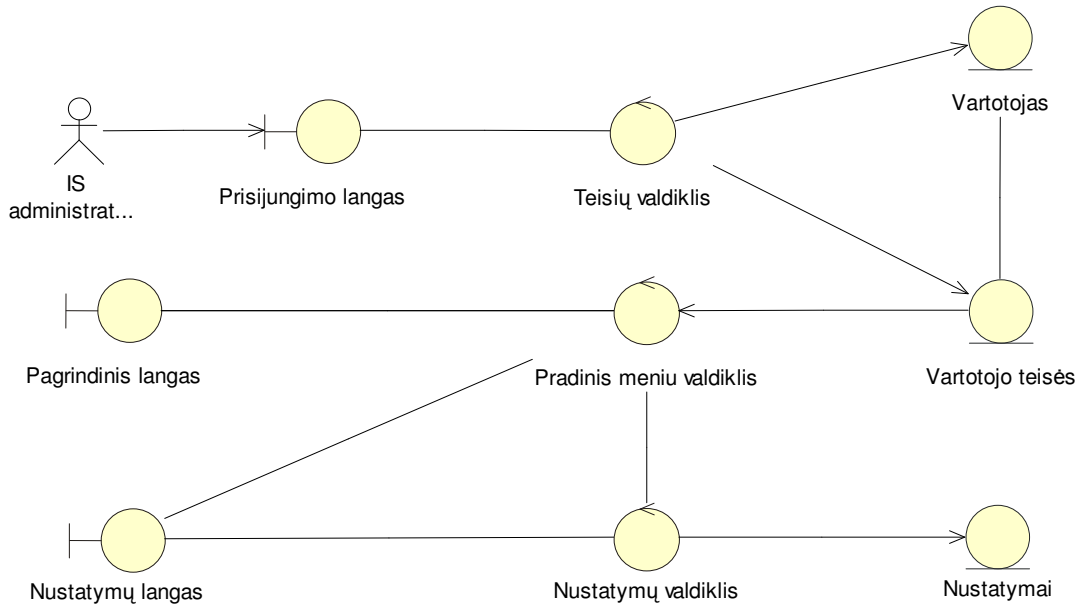 Vartotojas
IS
administrat...
Prisijungimo langas
Teisių valdiklis
Pagrindinis langas
Pradinis meniu valdiklis
Vartotojo teisės
Nustatymų langas
Nustatymų valdiklis
Nustatymai